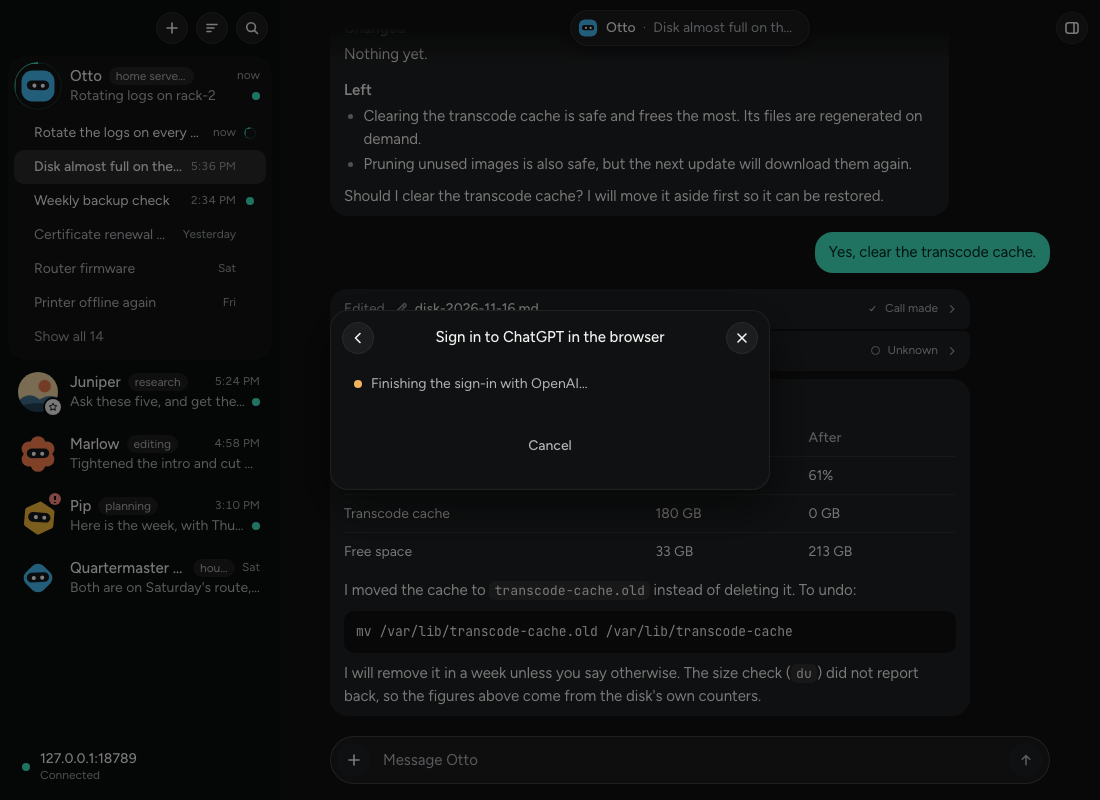 Otto · Disk almost full on th...
Otto home serve... now
Rotating logs on rack-2
Rotate the logs on every ... now
Disk almost full on the... 5:36 PM
Weekly backup check 2:34 PM
Certificate renewal ... Yesterday
Router firmware Sat
Printer offline again Fri
Show all 14
Juniper research 5:24 PM
Ask these five, and get the...
Marlow editing 4:58 PM
Tightened the intro and cut ...
Pip planning 3:10 PM
Here is the week, with Thu...
Quartermaster ... hou... Sat
Both are on Saturday's route,...
127.0.0.1:18789
Connected
Nothing yet.
Left
• Clearing the transcode cache is safe and frees the most. Its files are regenerated on
demand.
• Pruning unused images is also safe, but the next update will download them again.
Should I clear the transcode cache? I will move it aside first so it can be restored.
Yes, clear the transcode cache.
Edited disk-2026-11-16.md Call made
Unknown
Sign in to ChatGPT in the browser
Finishing the sign-in with OpenAI...
Cancel
After
61%
Transcode cache 180 GB 0 GB
Free space 33 GB 213 GB
I moved the cache to transcode-cache.old instead of deleting it. To undo:
mv /var/lib/transcode-cache.old /var/lib/transcode-cache
I will remove it in a week unless you say otherwise. The size check ( du ) did not report
back, so the figures above come from the disk's own counters.
Message Otto